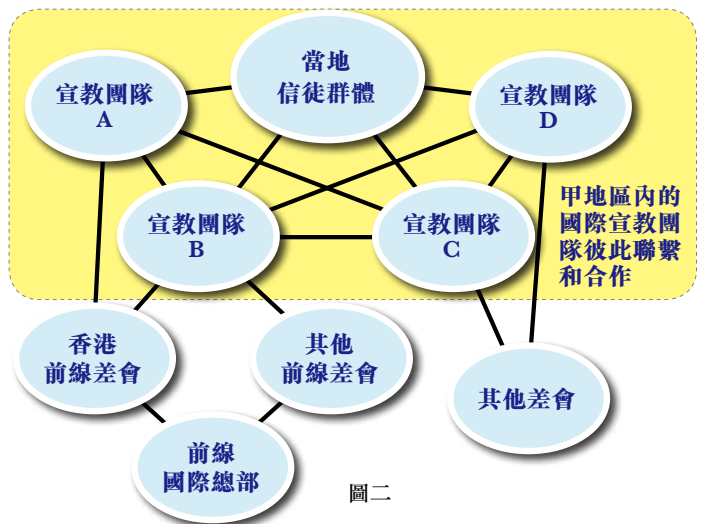 當地
信徒群體
宣教團隊
A
宣教團隊
D
宣教團隊
B
宣教團隊
C
甲地區內的
國際宣教團
隊彼此聯繫
和合作
香港
前線差會
其他
前線差會
其他差會
前線
國際總部
圖二